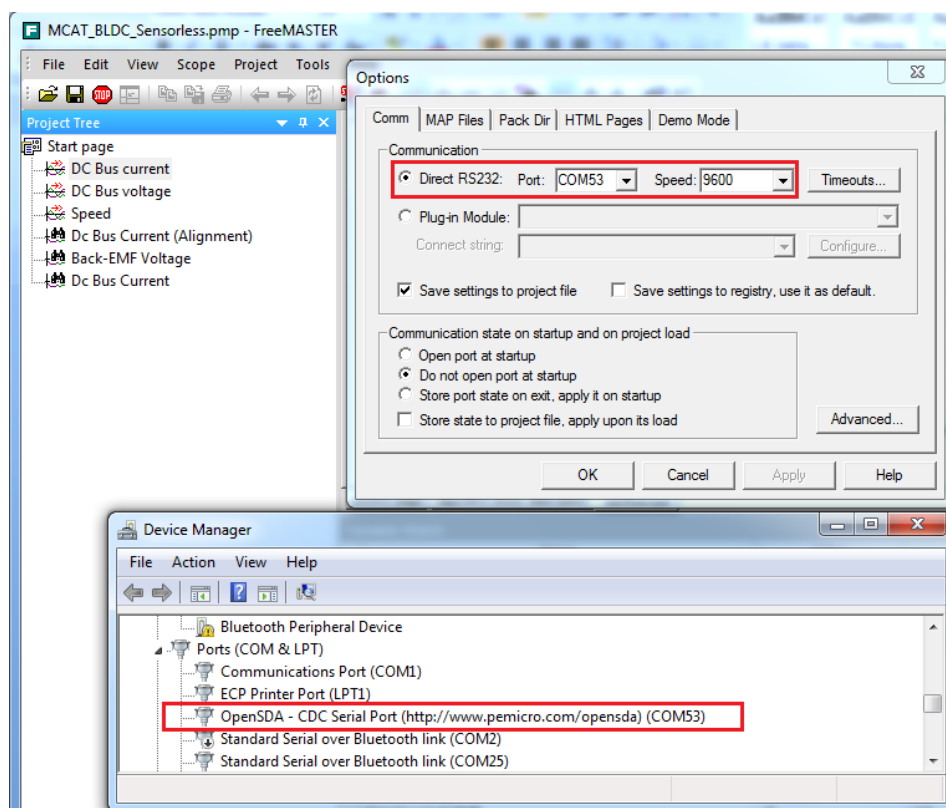 MCAT_BLDC_Sensorless.pmp - FreeMASTER
File Edit View Scope Project Tools
STOP
Project Tree
Start page
DC Bus current
DC Bus voltage
Speed
Dc Bus Current (Alignment)
Back-EMF Voltage
Dc Bus Current
Options
Comm MAP Files Pack Dir HTML Pages Demo Mode
Communication
Direct RS232: Port: COM53 Speed: 9600 Timeouts...
Plug-in Module:
Connect string: Configure...
Save settings to project file Save settings to registry, use it as default.
Communication state on startup and on project load
Open port at startup
Do not open port at startup
Store port state on exit, apply it on startup
Store state to project file, apply upon its load Advanced...
OK Cancel Apply Help
Device Manager
File Action View Help
Bluetooth Peripheral Device
Ports (COM & LPT)
Communications Port (COM1)
ECP Printer Port (LPT1)
OpenSDA - CDC Serial Port (http://www.pemicro.com/opensda) (COM53)
Standard Serial over Bluetooth link (COM2)
Standard Serial over Bluetooth link (COM25)